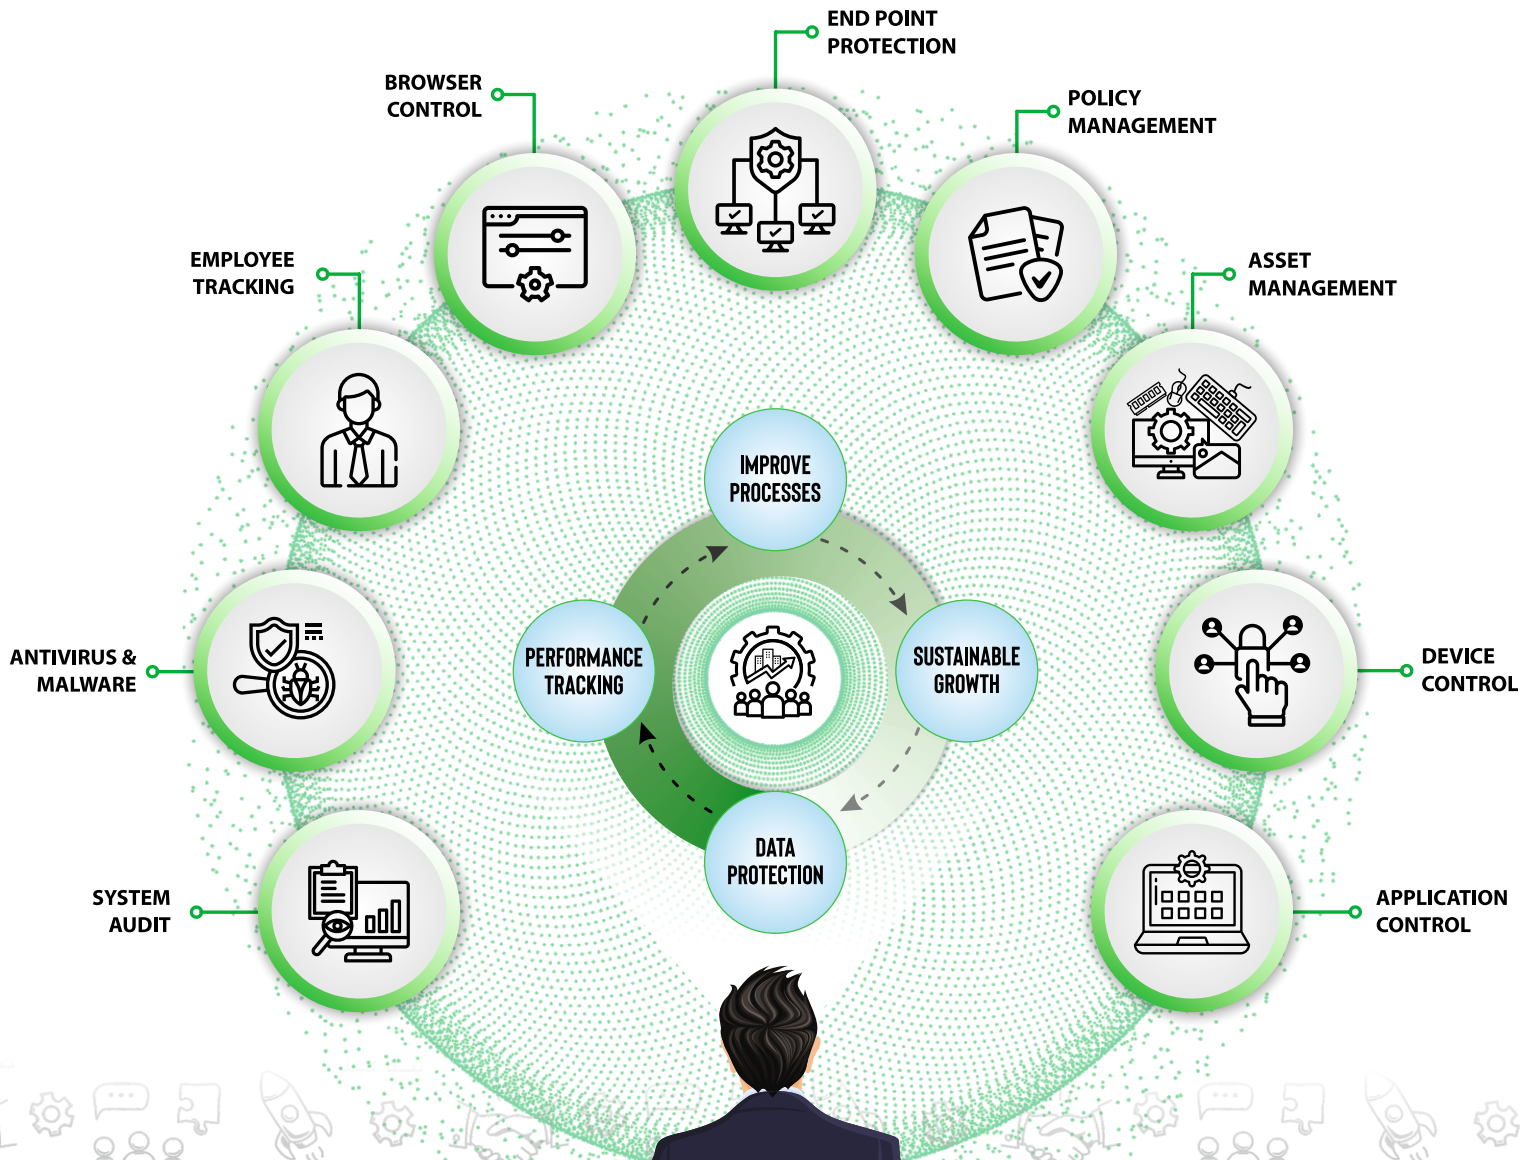 END POINT
PROTECTION
BROWSER
CONTROL
POLICY
MANAGEMENT
EMPLOYEE
TRACKING
ASSET
MANAGEMENT
IMPROVE
PROCESSES
ANTIVIRUS &
MALWARE
PERFORMANCE
TRACKING
SUSTAINABLE
GROWTH
DEVICE
CONTROL
DATA
PROTECTION
SYSTEM
AUDIT
APPLICATION
CONTROL